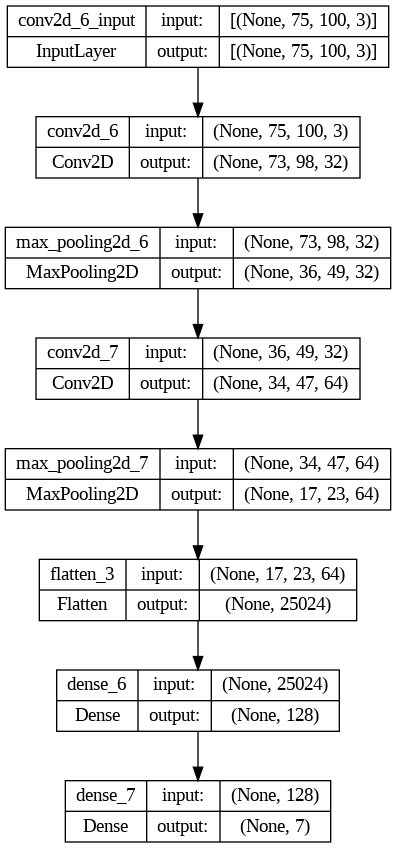 conv2d_6_input input: [(None, 75, 100, 3)]
InputLayer output: [(None, 75, 100, 3)]
conv2d_6 input: (None, 75, 100, 3)
Conv2D output: (None, 73, 98, 32)
max_pooling2d_6 input: (None, 73, 98, 32)
MaxPooling2D output: (None, 36, 49, 32)
conv2d_7 input: (None, 36, 49, 32)
Conv2D output: (None, 34, 47, 64)
max_pooling2d_7 input: (None, 34, 47, 64)
MaxPooling2D output: (None, 17, 23, 64)
flatten_3 input: (None, 17, 23, 64)
Flatten output: (None, 25024)
dense_6 input: (None, 25024)
Dense output: (None, 128)
dense_7 input: (None, 128)
Dense output: (None, 7)